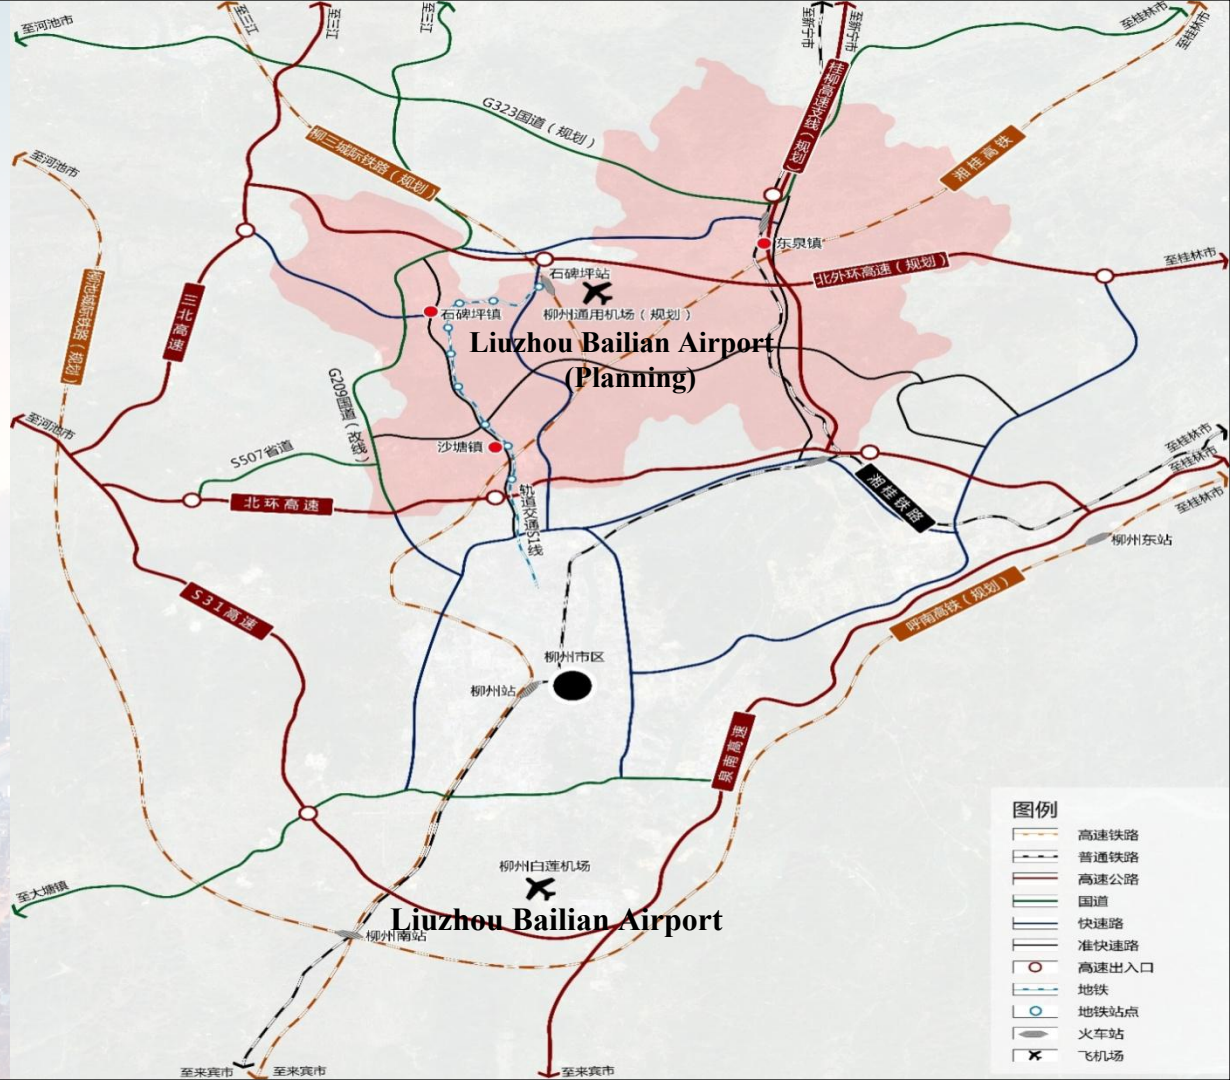 至河池市
至三江
至三江
至三江
至新宁市
至新宁市
至桂林市
至桂林市
G323国道（规划）
桂柳高速支线（规划）
湘桂高铁
柳三城际铁路（规划）
至河池市
东泉镇
北外环高速（规划）
至桂林市
石碑坪站
柳州通用机场（规划）
石碑坪镇
三北高速
柳河城际铁路（规划）
Liuzhou Bailian Airport
(Planning)
G209国道（改线）
至河池市
沙塘镇
S507省道
北环高速
轨道交通S1线
湘桂铁路
至桂林市
至桂林市
至桂林市
柳州东站
S31高速
呼南高铁（规划）
柳州市区
柳州站
泉南高速
柳州白莲机场
Liuzhou Bailian Airport
柳州南站
至大塘镇
至来宾市
至来宾市
至来宾市
图例
高速铁路
普通铁路
高速公路
国道
快速路
准快速路
高速出入口
地铁
地铁站点
火车站
飞机场